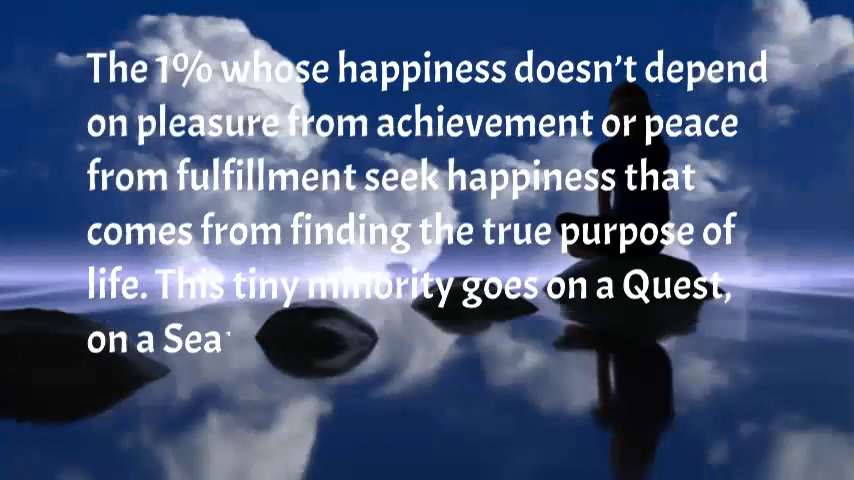 The 1% whose happiness doesn’t depend
on pleasure from achievement or peace
from fulfillment seek happiness that
comes from finding the true purpose of
life. This tiny minority goes on a Quest,
on a Sea